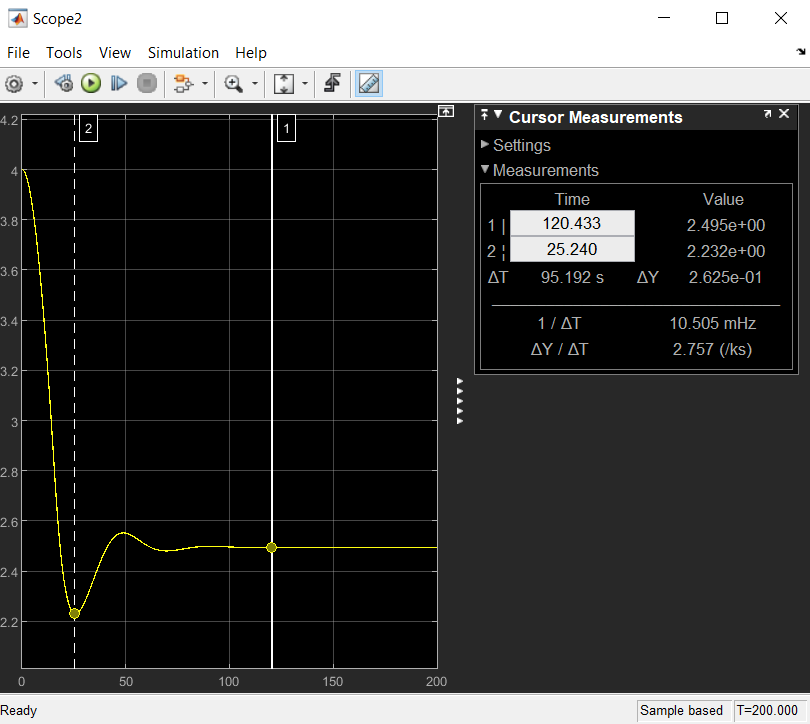 Scope2
File Tools View Simulation Help
Cursor Measurements
Settings
Measurements
Time Value
1 | 120.433 2.495e+00
2 ¦ 25.240 2.232e+00
ΔT 95.192 s ΔY 2.625e-01
1 / ΔT 10.505 mHz
ΔY / ΔT 2.757 (/ks)
2 1
4.2
4
3.8
3.6
3.4
3.2
3
2.8
2.6
2.4
2.2
0 50 100 150 200
Ready Sample based T=200.000